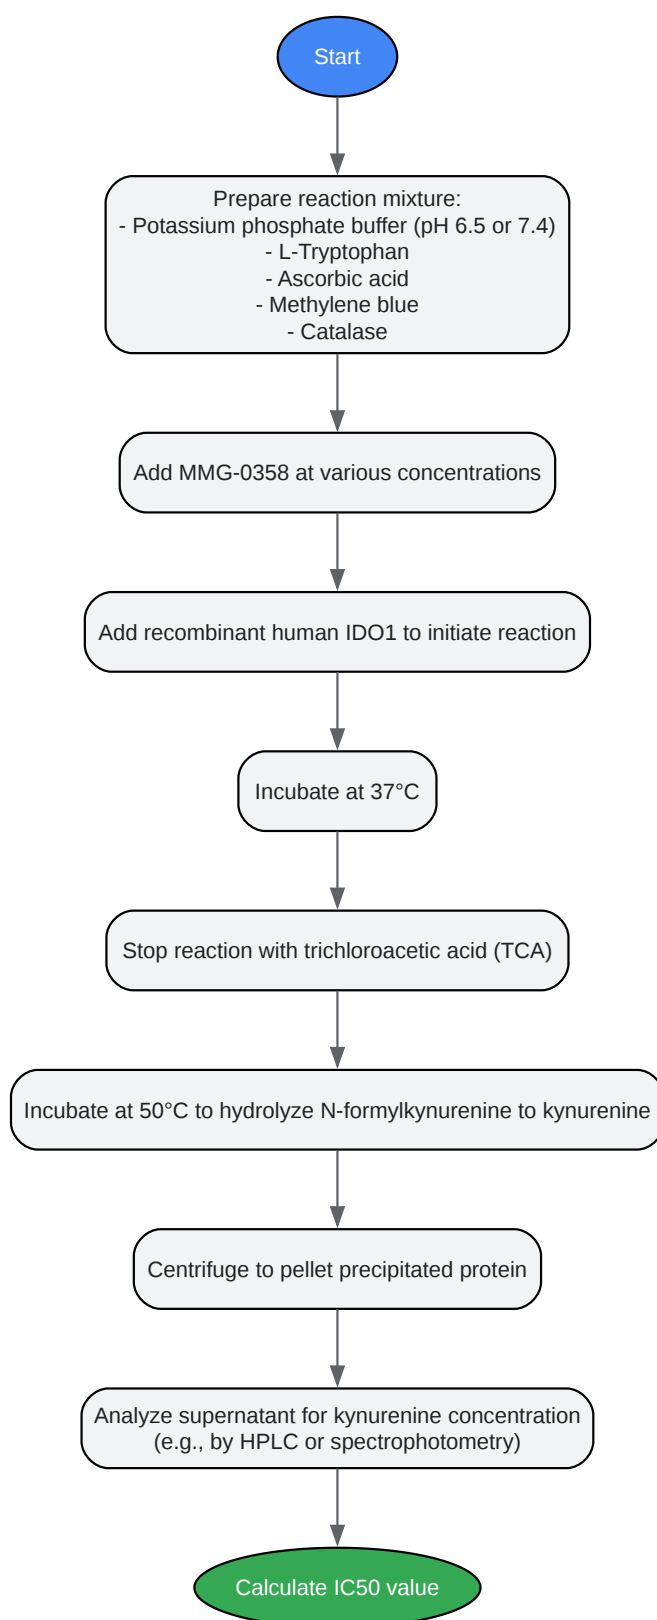 Start
Prepare reaction mixture:
- Potassium phosphate buffer (pH 6.5 or 7.4)
- L-Tryptophan
- Ascorbic acid
- Methylene blue
- Catalase
Add MMG-0358 at various concentrations
Add recombinant human IDO1 to initiate reaction
Incubate at 37°C
Stop reaction with trichloroacetic acid (TCA)
Incubate at 50°C to hydrolyze N-formylkynurenine to kynurenine
Centrifuge to pellet precipitated protein
Analyze supernatant for kynurenine concentration
(e.g., by HPLC or spectrophotometry)
Calculate IC50 value